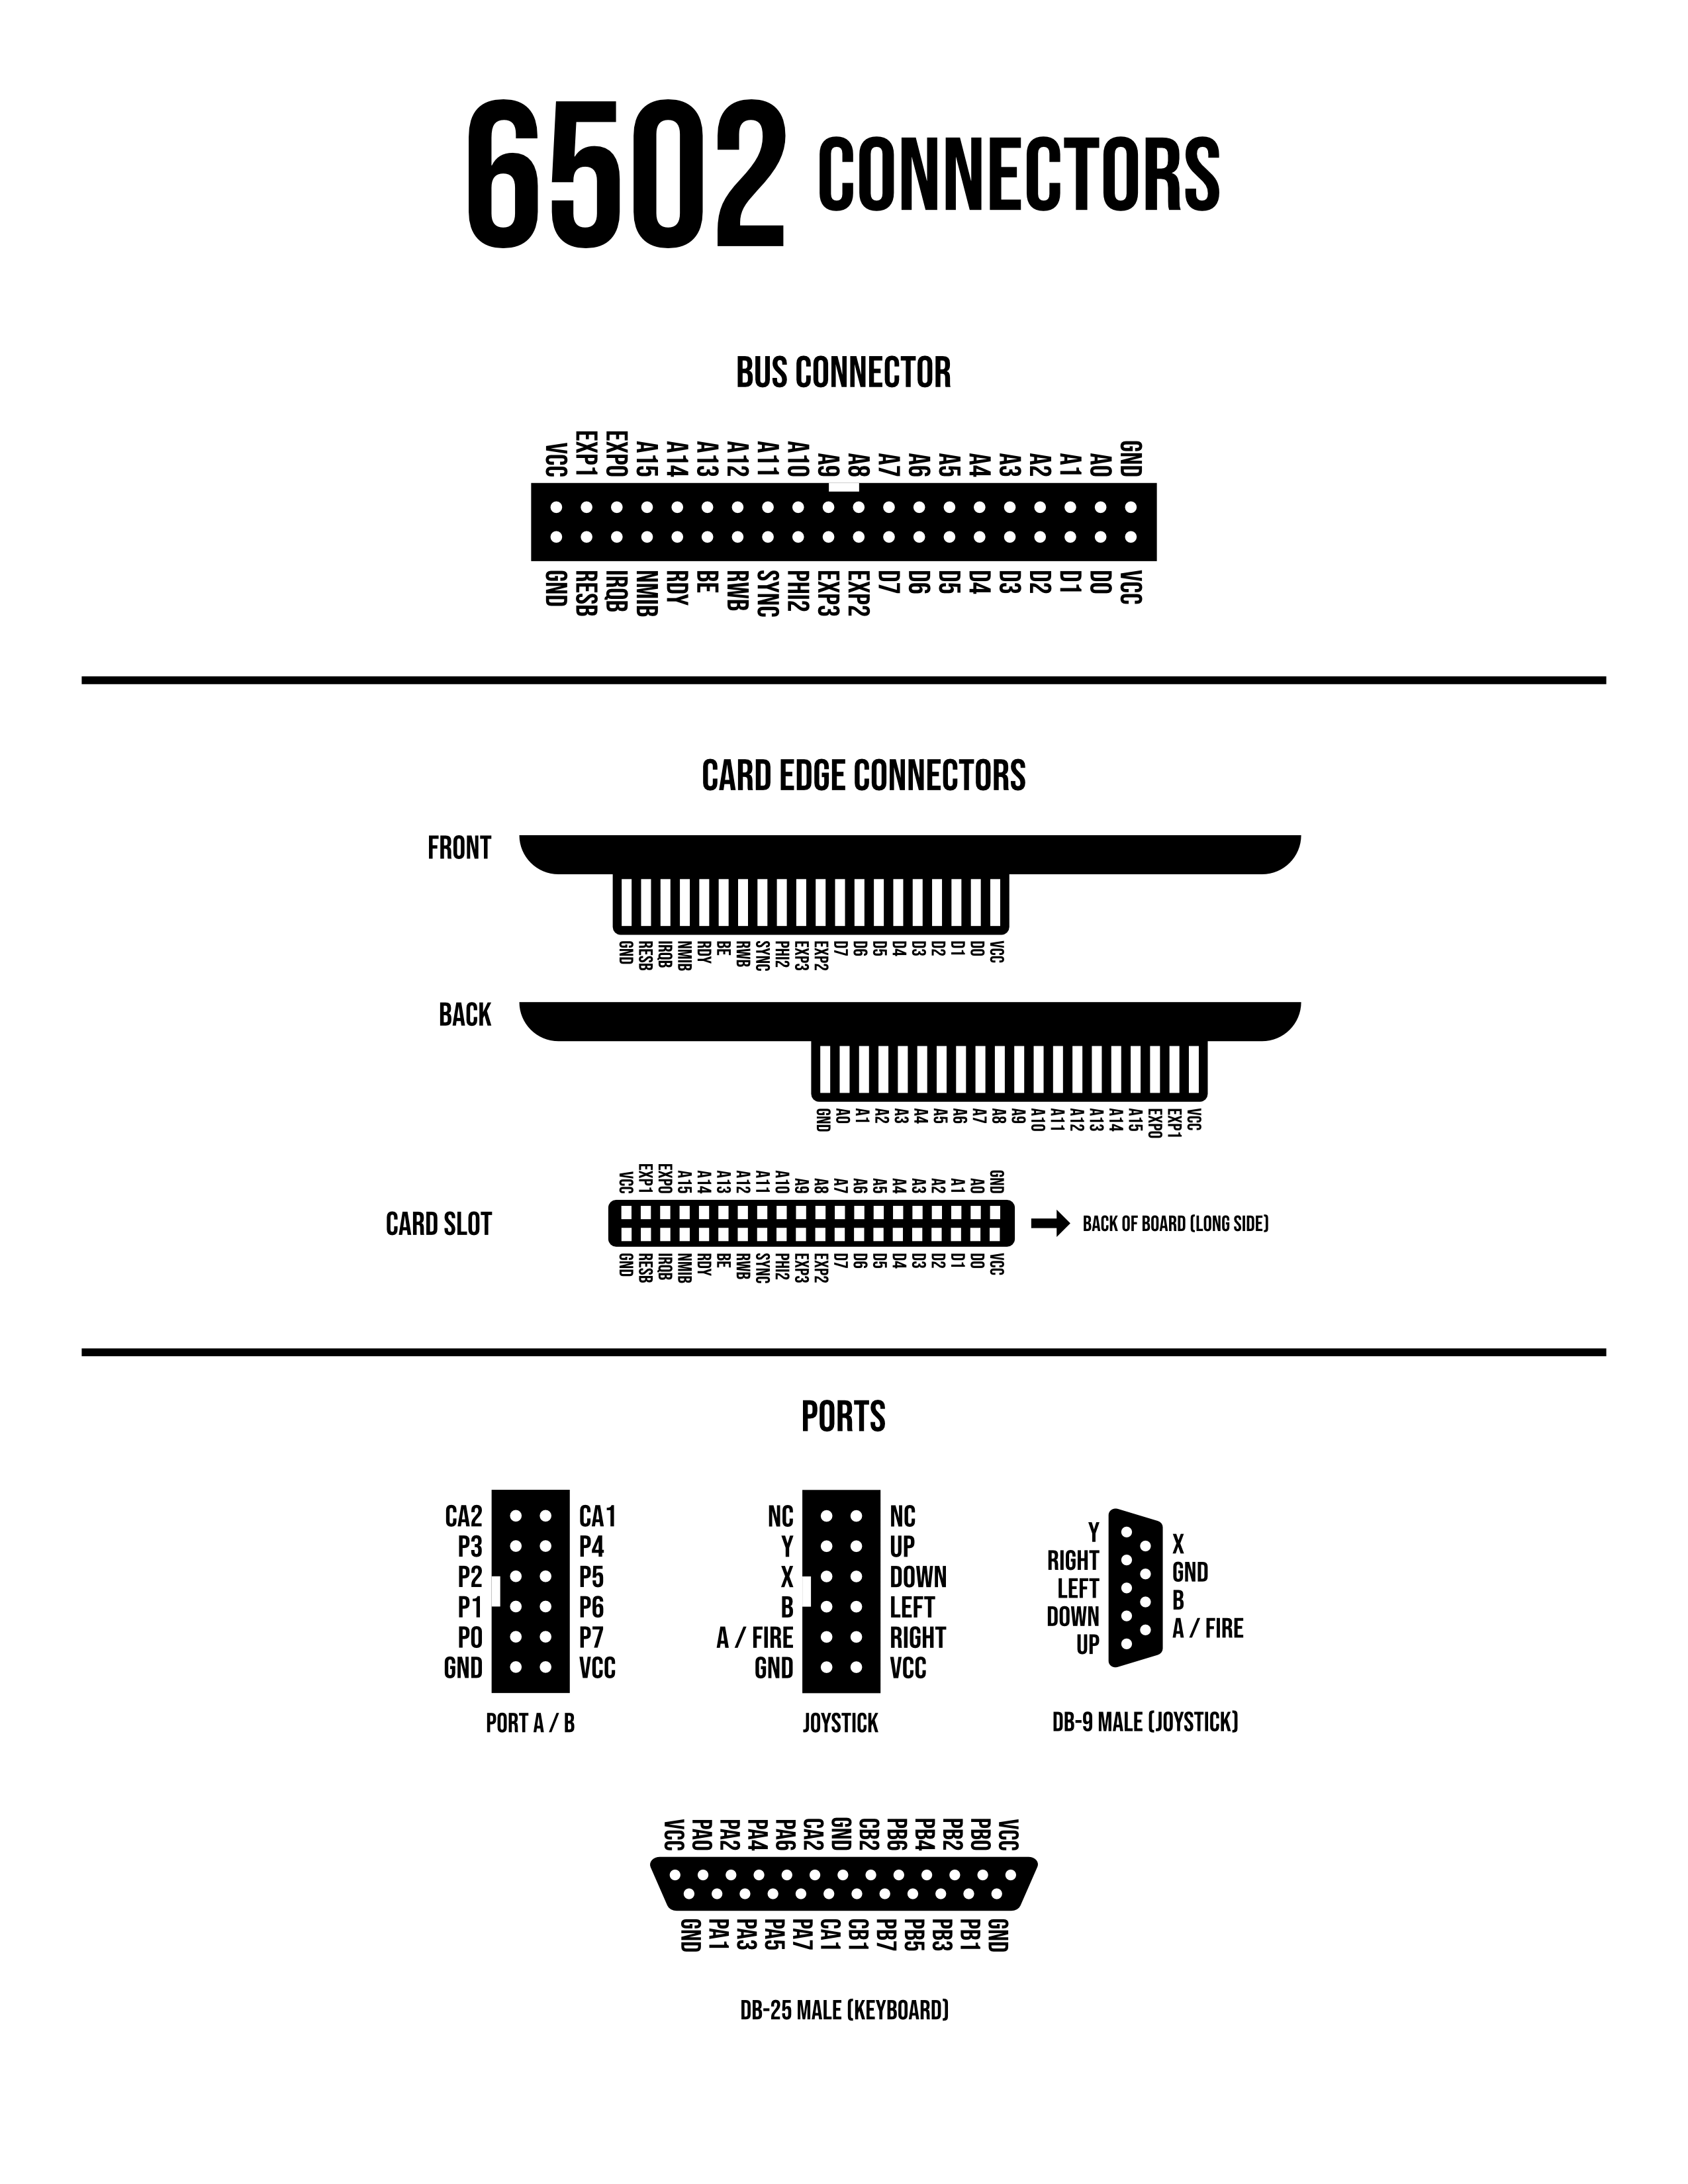 6502 CONNECTORS
BUS CONNECTOR
VCC EXP1 EXP0 A15 A14 A13 A12 A11 A10 A9 A8 A7 A6 A5 A4 A3 A2 A1 A0 GND
GND RESB IRQB NMIB RDY BE RWB SYNC PHI2 EXP3 EXP2 D7 D6 D5 D4 D3 D2 D1 D0 VCC
CARD EDGE CONNECTORS
FRONT
GND RESB IRQB NMIB RDY BE RWB SYNC PHI2 EXP3 EXP2 D7 D6 D5 D4 D3 D2 D1 D0 VCC
BACK
GND A0 A1 A2 A3 A4 A5 A6 A7 A8 A9 A10 A11 A12 A13 A14 A15 EXP0 EXP1 VCC
VCC EXP1 EXP0 A15 A14 A13 A12 A11 A10 A9 A8 A7 A6 A5 A4 A3 A2 A1 A0 GND
CARD SLOT
BACK OF BOARD (LONG SIDE)
GND RESB IRQB NMIB RDY BE RWB SYNC PHI2 EXP3 EXP2 D7 D6 D5 D4 D3 D2 D1 D0 VCC
PORTS
CA2 CA1
P3 P4
P2 P5
P1 P6
P0 P7
GND VCC
PORT A / B
NC NC
Y UP
X DOWN
B LEFT
A / FIRE RIGHT
GND VCC
JOYSTICK
Y
X
RIGHT
GND
LEFT
B
DOWN
A / FIRE
UP
DB-9 MALE (JOYSTICK)
VCC PA0 PA2 PA4 PA6 CA2 GND CB2 PB6 PB4 PB2 PB0 VCC
GND PA1 PA3 PA5 PA7 CA1 CB1 PB7 PB5 PB3 PB1 GND
DB-25 MALE (KEYBOARD)